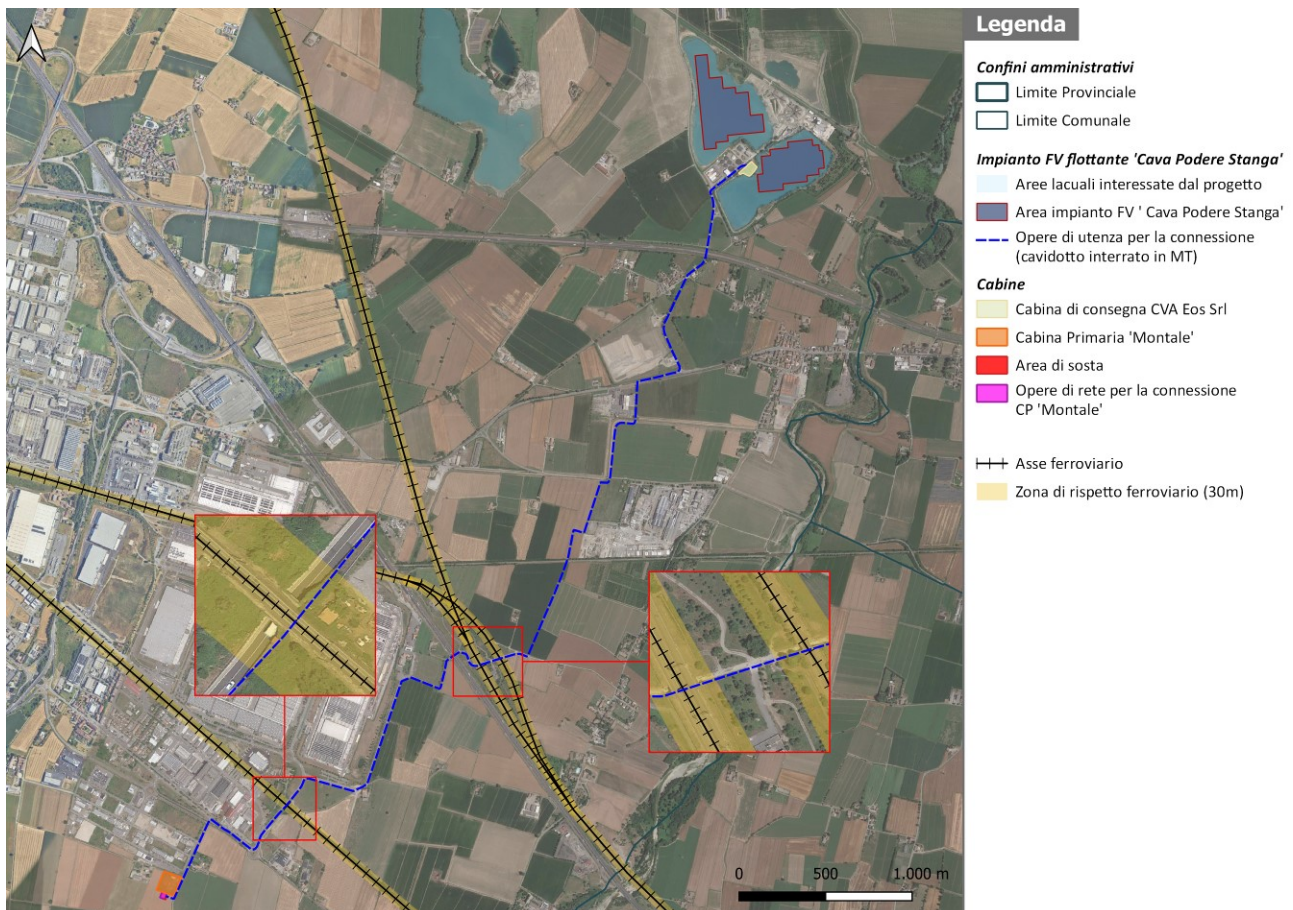 Legenda
Confini amministrativi
Limite Provinciale
Limite Comunale
Impianto FV flottante 'Cava Podere Stanga'
Aree lacuali interessate dal progetto
Area impianto FV ' Cava Podere Stanga'
Opere di utenza per la connessione
(cavidotto interrato in MT)
Cabine
Cabina di consegna CVA Eos Srl
Cabina Primaria 'Montale'
Area di sosta
Opere di rete per la connessione
CP 'Montale'
Asse ferroviario
Zona di rispetto ferroviario (30m)
0 500 1.000 m